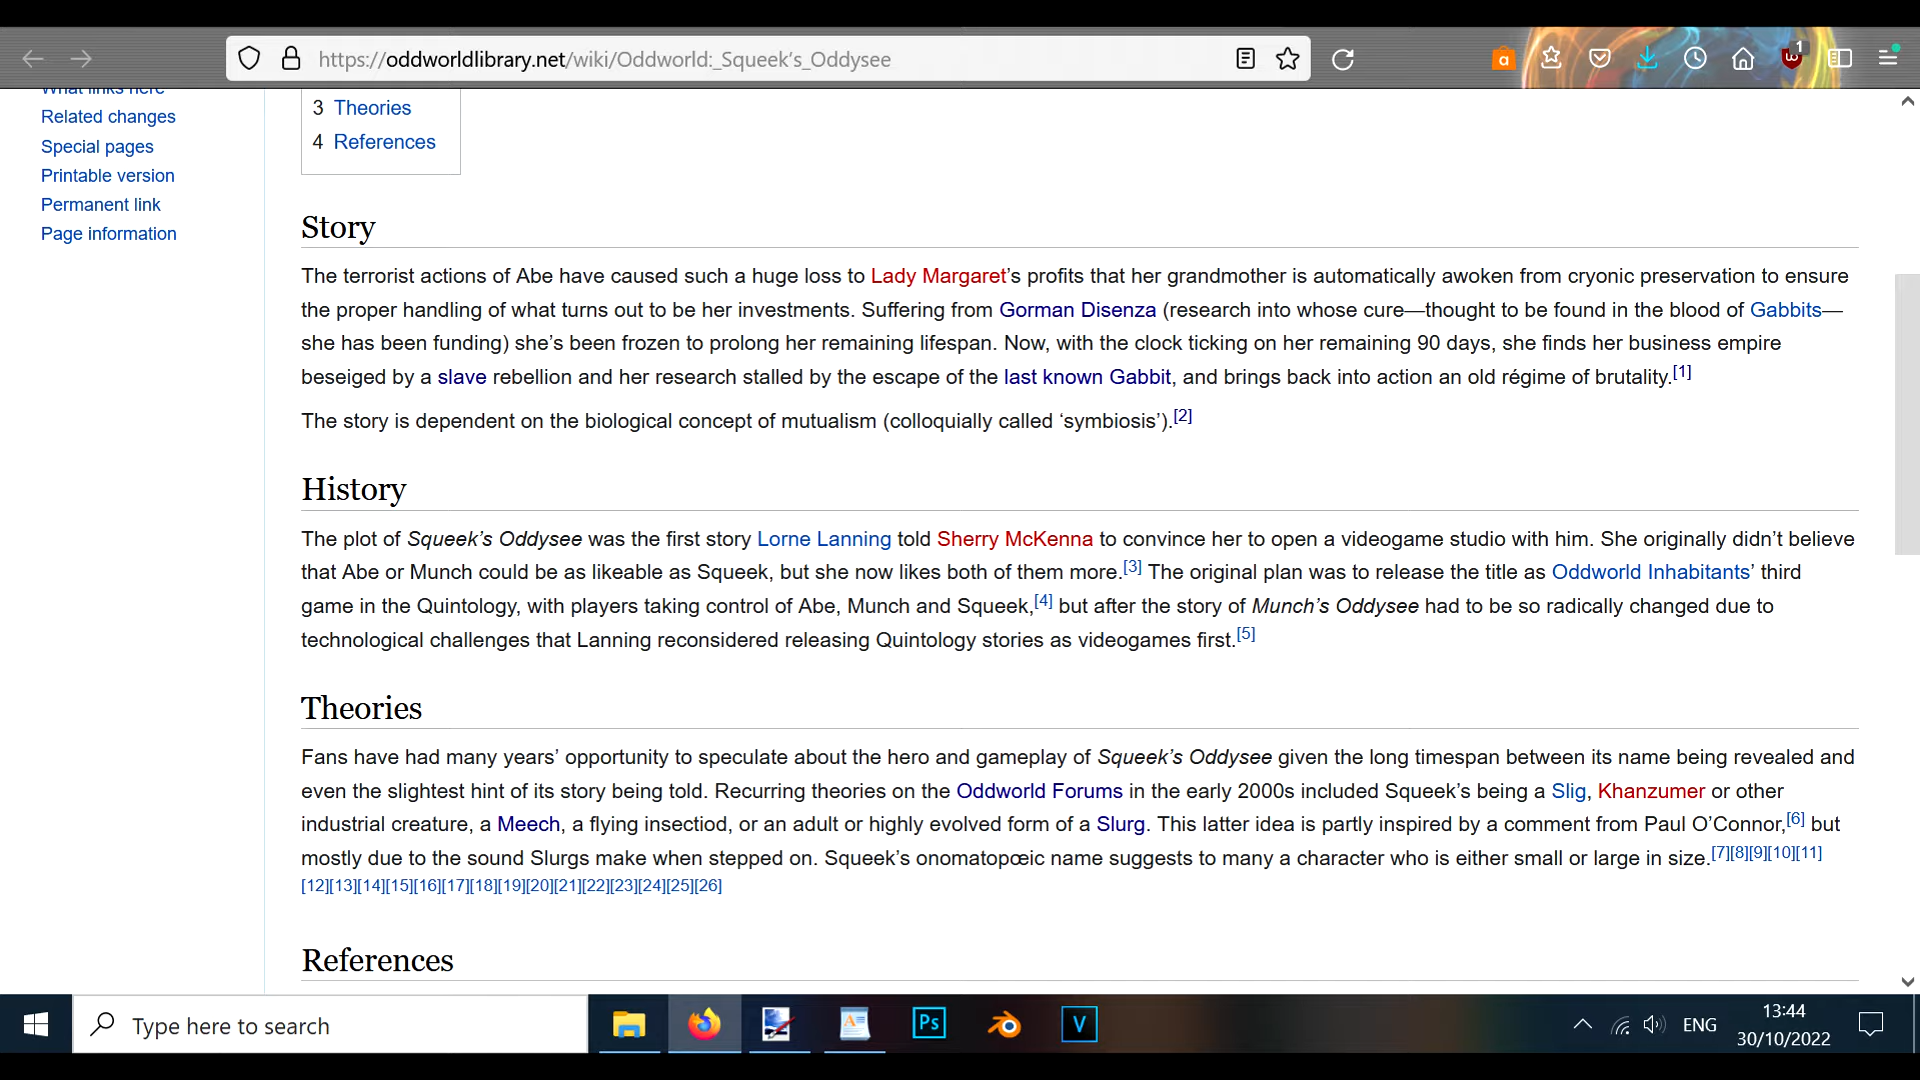 https://oddworldlibrary.net/wiki/Oddworld:_Squeek's_Oddysee
1
What links here
Related changes
Special pages
Printable version
Permanent link
Page information
3 Theories
4 References
Story
The terrorist actions of Abe have caused such a huge loss to Lady Margaret’s profits that her grandmother is automatically awoken from cryonic preservation to ensure
the proper handling of what turns out to be her investments. Suffering from Gorman Disenza (research into whose cure—thought to be found in the blood of Gabbits—
she has been funding) she’s been frozen to prolong her remaining lifespan. Now, with the clock ticking on her remaining 90 days, she finds her business empire
beseiged by a slave rebellion and her research stalled by the escape of the last known Gabbit, and brings back into action an old régime of brutality.[1]
The story is dependent on the biological concept of mutualism (colloquially called ‘symbiosis’).[2]
History
The plot of Squeek’s Oddysee was the first story Lorne Lanning told Sherry McKenna to convince her to open a videogame studio with him. She originally didn’t believe
that Abe or Munch could be as likeable as Squeek, but she now likes both of them more.[3] The original plan was to release the title as Oddworld Inhabitants’ third
game in the Quintology, with players taking control of Abe, Munch and Squeek,[4] but after the story of Munch’s Oddysee had to be so radically changed due to
technological challenges that Lanning reconsidered releasing Quintology stories as videogames first.[5]
Theories
Fans have had many years’ opportunity to speculate about the hero and gameplay of Squeek’s Oddysee given the long timespan between its name being revealed and
even the slightest hint of its story being told. Recurring theories on the Oddworld Forums in the early 2000s included Squeek’s being a Slig, Khanzumer or other
industrial creature, a Meech, a flying insectiod, or an adult or highly evolved form of a Slurg. This latter idea is partly inspired by a comment from Paul O’Connor,[6] but
mostly due to the sound Slurgs make when stepped on. Squeek’s onomatopœic name suggests to many a character who is either small or large in size.[7][8][9][10][11]
[12][13][14][15][16][17][18][19][20][21][22][23][24][25][26]
References
Type here to search
Ps
V
ENG
13:44
30/10/2022